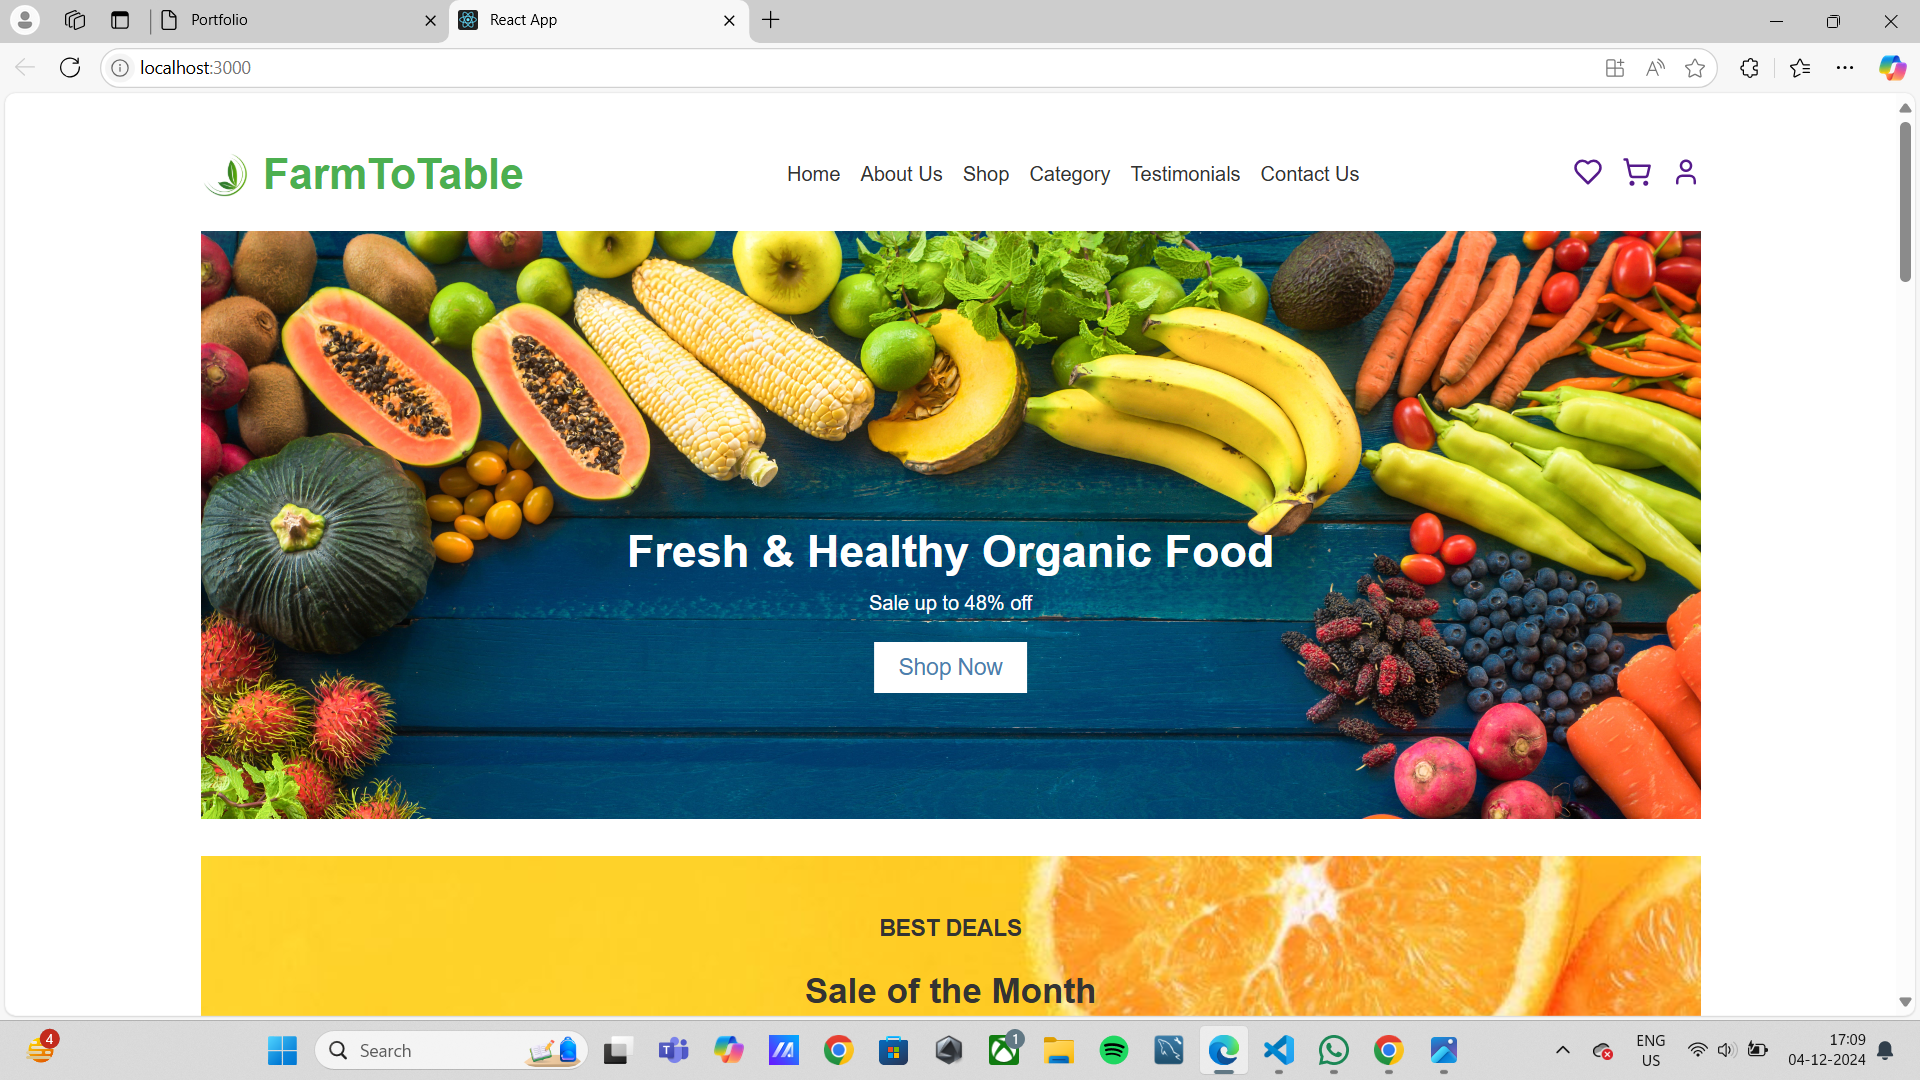 Portfolio
React App
localhost:3000
FarmToTable
Home About Us Shop Category Testimonials Contact Us
Fresh & Healthy Organic Food
Sale up to 48% off
Shop Now
BEST DEALS
Sale of the Month
4
Search
1
ENG
US
17:09
04-12-2024